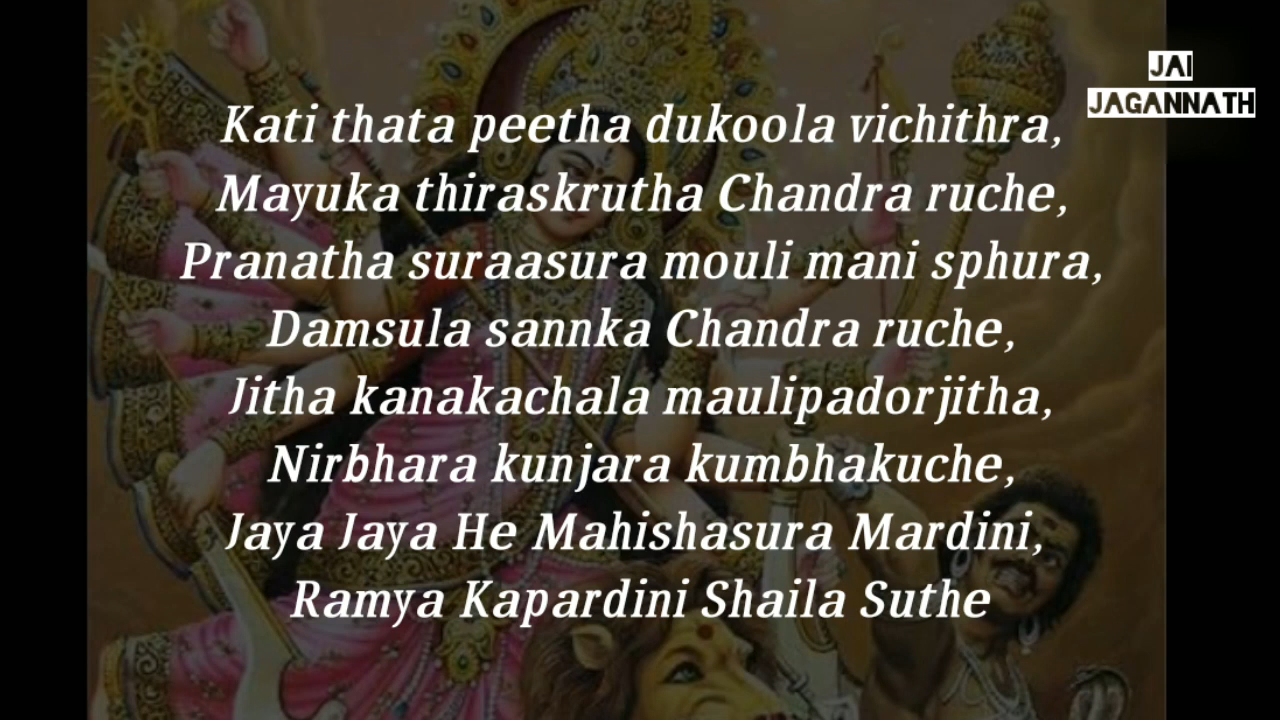 JAI
JAGANNATH
Kati thata peetha dukoola vichithra,
Mayuka thiraskrutha Chandra ruche,
Pranatha suraasura mouli mani sphura,
Damsula sannka Chandra ruche,
Jitha kanakachala maulipadorjitha,
Nirbhara kunjara kumbhakuche,
Jaya Jaya He Mahishasura Mardini,
Ramya Kapardini Shaila Suthe